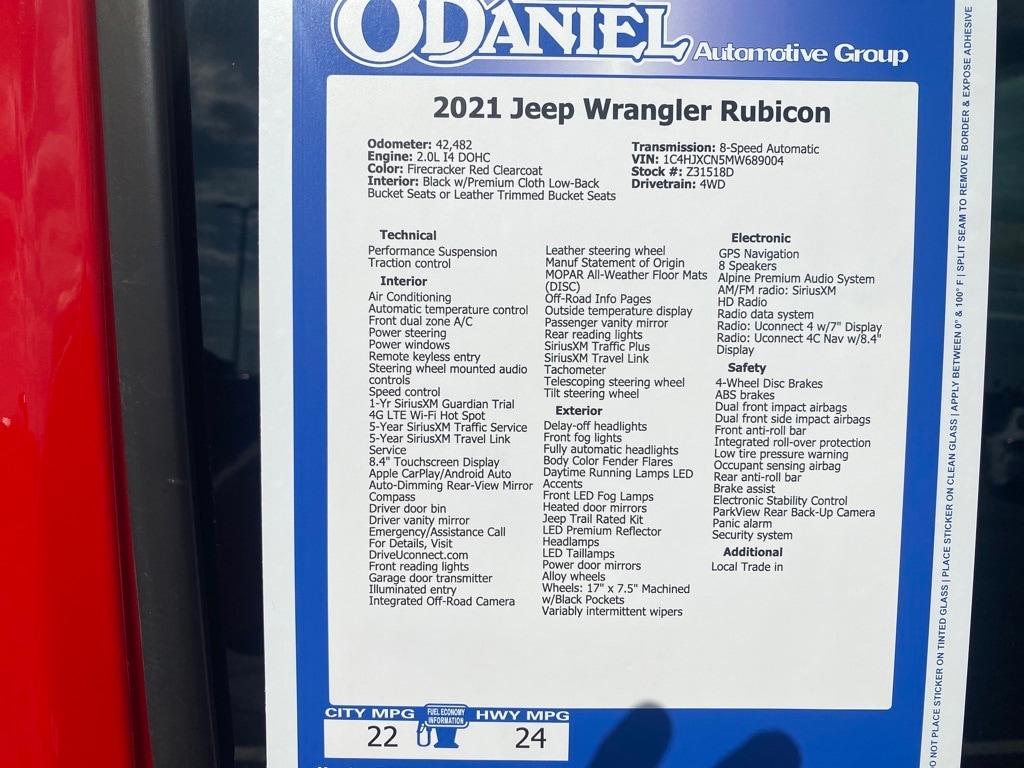 O'DANIEL Automotive Group
2021 Jeep Wrangler Rubicon
Odometer: 42,482
Engine: 2.0L I4 DOHC
Color: Firecracker Red Clearcoat
Interior: Black w/Premium Cloth Low-Back
Bucket Seats or Leather Trimmed Bucket Seats
Transmission: 8-Speed Automatic
VIN: 1C4HJXCN5MW689004
Stock #: Z31518D
Drivetrain: 4WD
Technical
Performance Suspension
Traction control
Interior
Air Conditioning
Automatic temperature control
Front dual zone A/C
Power steering
Power windows
Remote keyless entry
Steering wheel mounted audio
controls
Speed control
1-Yr SiriusXM Guardian Trial
4G LTE Wi-Fi Hot Spot
5-Year SiriusXM Traffic Service
5-Year SiriusXM Travel Link
Service
8.4" Touchscreen Display
Apple CarPlay/Android Auto
Auto-Dimming Rear-View Mirror
Compass
Driver door bin
Driver vanity mirror
Emergency/Assistance Call
For Details, Visit
DriveUconnect.com
Front reading lights
Garage door transmitter
Illuminated entry
Integrated Off-Road Camera
Leather steering wheel
Manuf Statement of Origin
MOPAR All-Weather Floor Mats
(DISC)
Off-Road Info Pages
Outside temperature display
Passenger vanity mirror
Rear reading lights
SiriusXM Traffic Plus
SiriusXM Travel Link
Tachometer
Telescoping steering wheel
Tilt steering wheel
Exterior
Delay-off headlights
Front fog lights
Fully automatic headlights
Body Color Fender Flares
Daytime Running Lamps LED
Accents
Front LED Fog Lamps
Heated door mirrors
Jeep Trail Rated Kit
LED Premium Reflector
Headlamps
LED Taillamps
Power door mirrors
Alloy wheels
Wheels: 17" x 7.5" Machined
w/Black Pockets
Variably intermittent wipers
Electronic
GPS Navigation
8 Speakers
Alpine Premium Audio System
AM/FM radio: SiriusXM
HD Radio
Radio data system
Radio: Uconnect 4 w/7" Display
Radio: Uconnect 4C Nav w/8.4"
Display
Safety
4-Wheel Disc Brakes
ABS brakes
Dual front impact airbags
Dual front side impact airbags
Front anti-roll bar
Integrated roll-over protection
Low tire pressure warning
Occupant sensing airbag
Rear anti-roll bar
Brake assist
Electronic Stability Control
ParkView Rear Back-Up Camera
Panic alarm
Security system
Additional
Local Trade in
CITY MPG
22
FUEL ECONOMY
INFORMATION
HWY MPG
24
O NOT PLACE STICKER ON TINTED GLASS | PLACE STICKER ON CLEAN GLASS | APPLY BETWEEN 0° & 100° F | SPLIT SEAM TO REMOVE BORDER & EXPOSE ADHESIVE